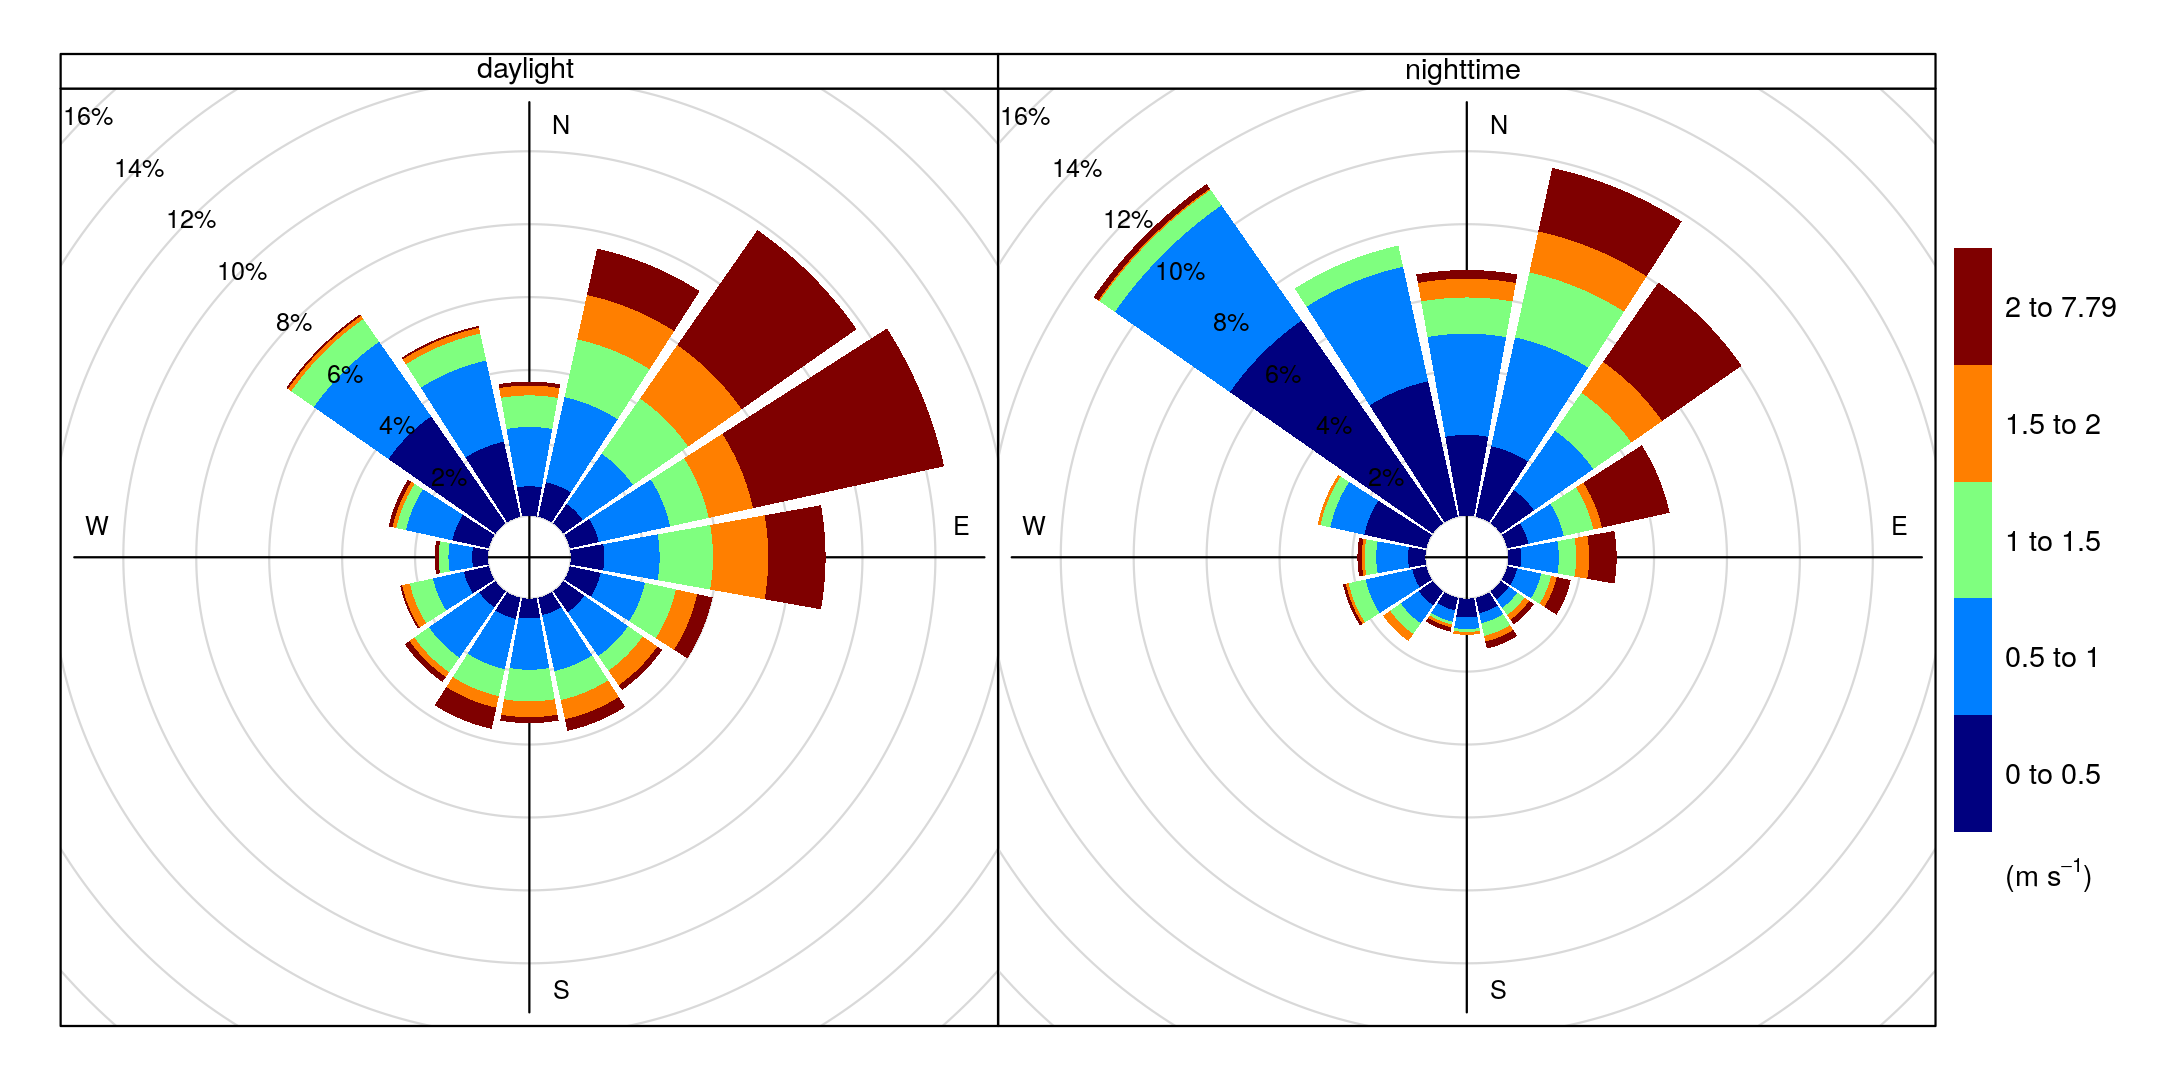 daylight
nighttime
16%
14%
12%
10%
8%
6%
4%
2%
N
W
E
S
16%
14%
12%
10%
8%
6%
4%
2%
N
W
E
S
2 to 7.79
1.5 to 2
1 to 1.5
0.5 to 1
0 to 0.5
(m s⁻¹)